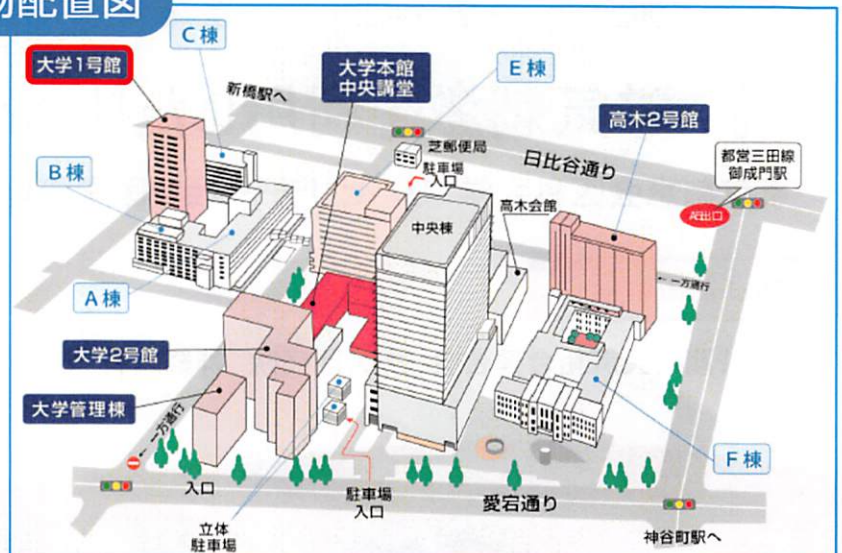 配置図
C棟
大学1号館
大学本館
中央講堂
E棟
新橋駅へ
高木2号館
芝郵便局
日比谷通り
都営三田線
御成門駅
駐車場
入口
B棟
高木会館
中央棟
A5出口
一方通行
A棟
大学2号館
大学管理棟
一方通行
F棟
入口
駐車場
入口
愛宕通り
立体
駐車場
神谷町駅へ